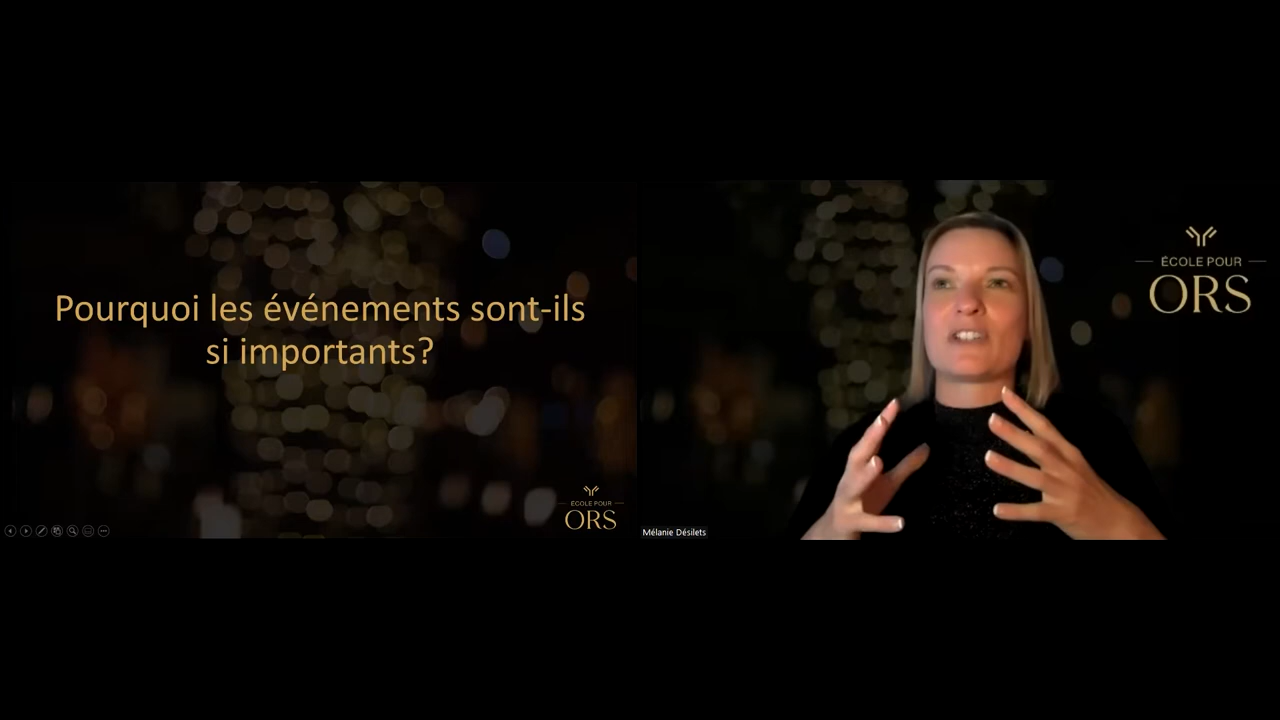 Pourquoi les événements sont-ils
si importants?
ÉCOLE POUR
ORS
ÉCOLE POUR
ORS
Mélanie Désilets